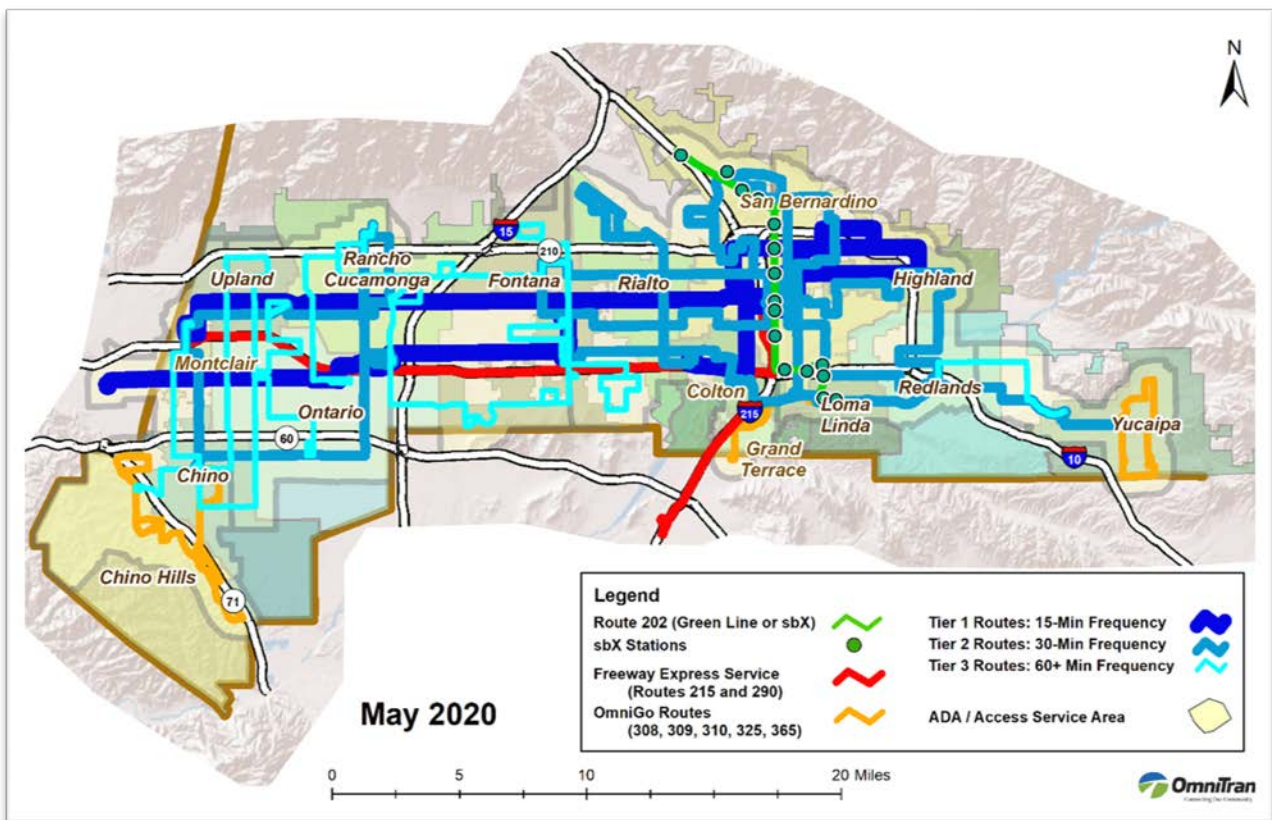 N
San Bernardino
15
210
Rancho
Cucamonga
Upland
Fontana
Rialto
Highland
Montclair
Ontario
Colton
Redlands
215
Loma
Linda
60
Grand
Terrace
Yucaipa
10
Chino
Chino Hills
71
Legend
Route 202 (Green Line or sbX)
sbX Stations
Freeway Express Service
(Routes 215 and 290)
OmniGo Routes
(308, 309, 310, 325, 365)
Tier 1 Routes: 15-Min Frequency
Tier 2 Routes: 30-Min Frequency
Tier 3 Routes: 60+ Min Frequency
ADA / Access Service Area
May 2020
0 5 10 20 Miles
OmniTran
Connecting Our Community